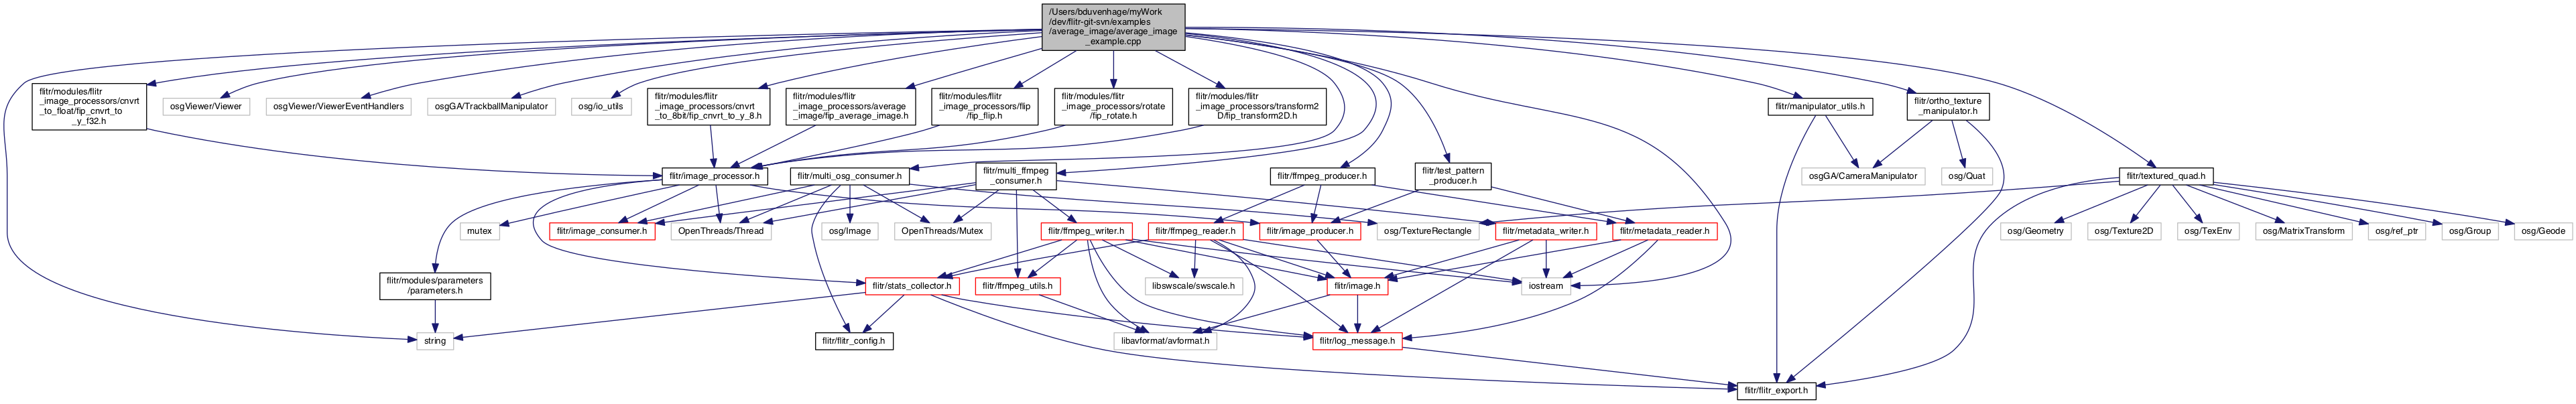 /Users/bduvenhage/myWork
/dev/flitr-git-svn/examples
/average_image/average_image
_example.cpp
flitr/modules/flitr
_image_processors/cnvrt
_to_float/fip_cnvrt_to
_y_f32.h
osgViewer/Viewer
osgViewer/ViewerEventHandlers
osgGA/TrackballManipulator
osg/io_utils
flitr/modules/flitr
_image_processors/cnvrt
_to_8bit/fip_cnvrt_to_y_8.h
flitr/modules/flitr
_image_processors/average
_image/fip_average_image.h
flitr/modules/flitr
_image_processors/flip
/fip_flip.h
flitr/modules/flitr
_image_processors/rotate
/fip_rotate.h
flitr/modules/flitr
_image_processors/transform2
D/fip_transform2D.h
flitr/manipulator_utils.h
flitr/ortho_texture
_manipulator.h
flitr/image_processor.h
flitr/multi_osg_consumer.h
flitr/multi_ffmpeg
_consumer.h
flitr/ffmpeg_producer.h
flitr/test_pattern
_producer.h
osgGA/CameraManipulator
osg/Quat
flitr/textured_quad.h
mutex
flitr/image_consumer.h
OpenThreads/Thread
osg/Image
OpenThreads/Mutex
flitr/ffmpeg_writer.h
flitr/ffmpeg_reader.h
flitr/image_producer.h
osg/TextureRectangle
flitr/metadata_writer.h
flitr/metadata_reader.h
osg/Geometry
osg/Texture2D
osg/TexEnv
osg/MatrixTransform
osg/ref_ptr
osg/Group
osg/Geode
flitr/modules/parameters
/parameters.h
flitr/stats_collector.h
flitr/ffmpeg_utils.h
libswscale/swscale.h
flitr/image.h
iostream
string
flitr/flitr_config.h
libavformat/avformat.h
flitr/log_message.h
flitr/flitr_export.h